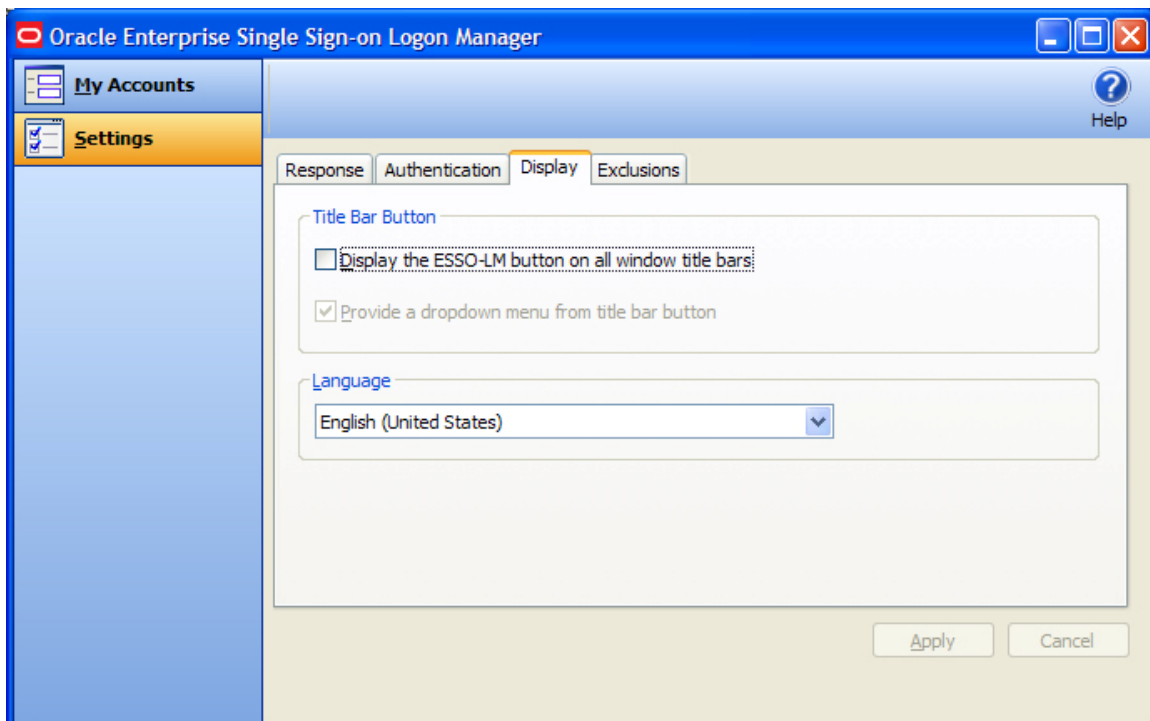 Oracle Enterprise Single Sign-on Logon Manager
My Accounts
Help
Settings
Response Authentication Display Exclusions
Title Bar Button
Display the ESSO-LM button on all window title bars
Provide a dropdown menu from title bar button
Language
English (United States)
Apply Cancel